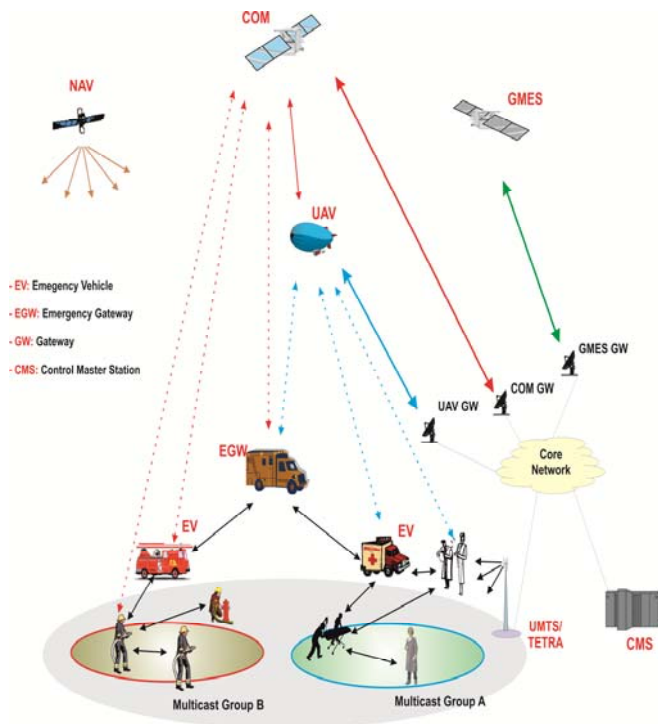 COM
NAV
GMES
UAV
- EV: Emegency Vehicle
- EGW: Emergency Gateway
- GW: Gateway
- CMS: Control Master Station
GMES GW
COM GW
UAV GW
EGW
Core
Network
EV
EV
UMTS/
TETRA
CMS
Multicast Group B
Multicast Group A